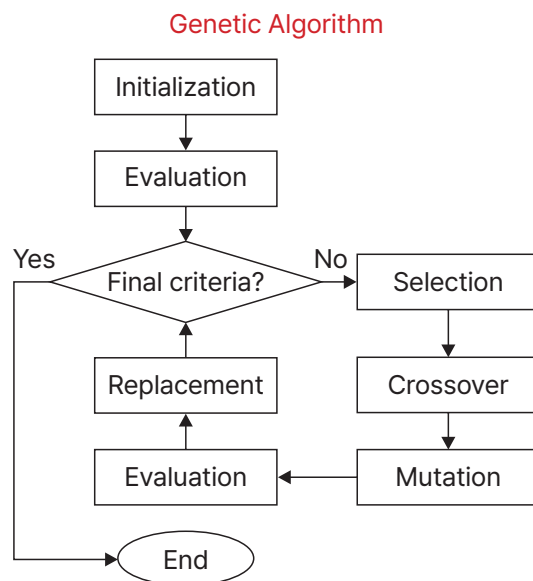 Genetic Algorithm
Initialization
Evaluation
Yes
No
Final criteria?
Selection
Replacement
Crossover
Evaluation
Mutation
End